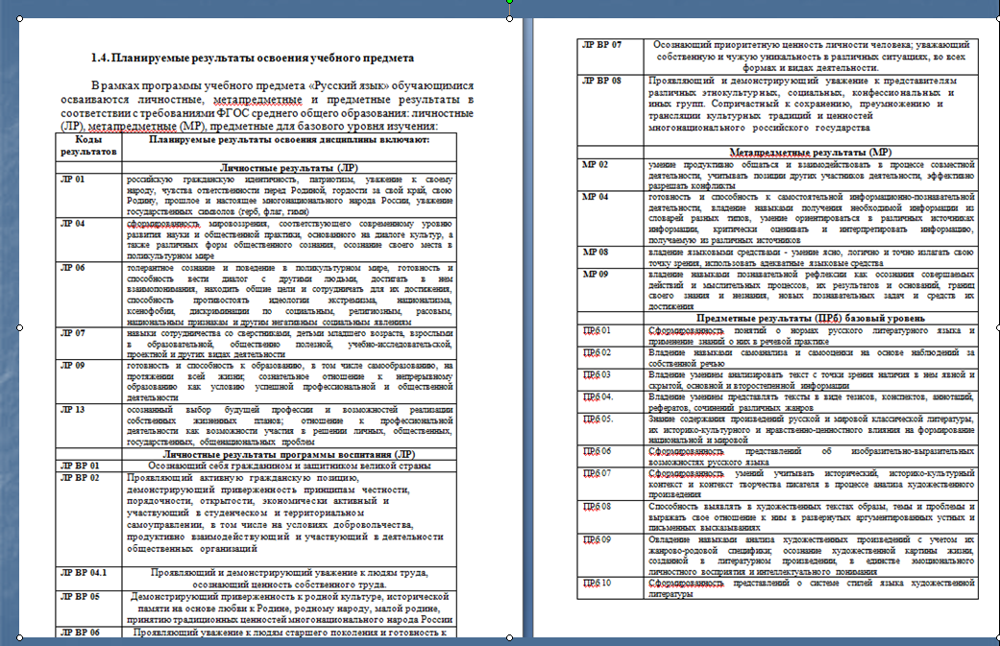 1.4. Планируемые результаты освоения учебного предмета
В рамках программы учебного предмета «Русский язык» обучающимися
осваиваются личностные, метапредметные и предметные результаты в
соответствии с требованиями ФГОС среднего общего образования: личностные
(ЛР), метапредметные (МР), предметные для базового уровня изучения:
Коды результатов Планируемые результаты освоения дисциплины включают:
Личностные результаты (ЛР)
ЛР 01 российскую гражданскую идентичность, патриотизм, уважение к своему
народу, чувства ответственности перед Родиной, гордости за свой край, свою
Родину, прошлое и настоящее многонационального народа России, уважение
государственных символов (герб, флаг, гимн)
ЛР 04 сформированность мировоззрения, соответствующего современному уровню
развития науки и общественной практики, основанного на диалоге культур, а
также различных форм общественного сознания, осознание своего места в
поликультурном мире
ЛР 06 толерантное сознание и поведение в поликультурном мире, готовность и
способность вести диалог с другими людьми, достигать в нем
взаимопонимания, находить общие цели и сотрудничать для их достижения,
способность противостоять идеологии экстремизма, национализма,
ксенофобии, дискриминации по социальным, религиозным, расовым,
национальным признакам и другим негативным социальным явлениям
ЛР 07 навыки сотрудничества со сверстниками, детьми младшего возраста, взрослыми
в образовательной, общественно полезной, учебно-исследовательской,
проектной и других видах деятельности
ЛР 09 готовность и способность к образованию, в том числе самообразованию, на
протяжении всей жизни; сознательное отношение к непрерывному
образованию как условию успешной профессиональной и общественной
деятельности
ЛР 13 осознанный выбор будущей профессии и возможностей реализации
собственных жизненных планов; отношение к профессиональной
деятельности как возможности участия в решении личных, общественных,
государственных, общенациональных проблем
Личностные результаты программы воспитания (ЛР)
ЛР ВР 01 Осознающий себя гражданином и защитником великой страны
ЛР ВР 02 Проявляющий активную гражданскую позицию,
демонстрирующий приверженность принципам честности,
порядочности, открытости, экономически активный и
участвующий в студенческом и территориальном
самоуправлении, в том числе на условиях добровольчества,
продуктивно взаимодействующий и участвующий в деятельности
общественных организаций
ЛР ВР 04.1 Проявляющий и демонстрирующий уважение к людям труда,
осознающий ценность собственного труда.
ЛР ВР 05 Демонстрирующий приверженность к родной культуре, исторической
памяти на основе любви к Родине, родному народу, малой родине,
принятию традиционных ценностей многонационального народа России
ЛР ВР 06 Проявляющий уважение к людям старшего поколения и готовность к
ЛР ВР 07 Осознающий приоритетную ценность личности человека; уважающий
собственную и чужую уникальность в различных ситуациях, во всех
формах и видах деятельности.
ЛР ВР 08 Проявляющий и демонстрирующий уважение к представителям
различных этнокультурных, социальных, конфессиональных и
иных групп. Сопричастный к сохранению, преумножению и
трансляции культурных традиций и ценностей
многонационального российского государства
Метапредметные результаты (МР)
МР 02 умение продуктивно общаться и взаимодействовать в процессе совместной
деятельности, учитывать позиции других участников деятельности, эффективно
разрешать конфликты
МР 04 готовность и способность к самостоятельной информационно-познавательной
деятельности, владение навыками получения необходимой информации из
словарей разных типов, умение ориентироваться в различных источниках
информации, критически оценивать и интерпретировать информацию,
получаемую из различных источников
МР 08 владение языковыми средствами - умение ясно, логично и точно излагать свою
точку зрения, использовать адекватные языковые средства
МР 09 владение навыками познавательной рефлексии как осознания совершаемых
действий и мыслительных процессов, их результатов и оснований, границ
своего знания и незнания, новых познавательных задач и средств их
достижения
Предметные результаты (ПРб) базовый уровень
ПРб 01 Сформированность понятий о нормах русского литературного языка и
применение знаний о них в речевой практике
ПРб 02 Владение навыками самоанализа и самооценки на основе наблюдений за
собственной речью
ПРб 03 Владение умением анализировать текст с точки зрения наличия в нем явной и
скрытой, основной и второстепенной информации
ПРб 04. Владение умением представлять тексты в виде тезисов, конспектов, аннотаций,
рефератов, сочинений различных жанров
ПРб 05. Знание содержания произведений русской и мировой классической литературы,
их историко-культурного и нравственно-ценностного влияния на формирование
национальной и мировой
ПРб 06 Сформированность представлений об изобразительно-выразительных
возможностях русского языка
ПРб 07 Сформированность умений учитывать исторический, историко-культурный
контекст и контекст творчества писателя в процессе анализа художественного
произведения
ПРб 08 Способность выявлять в художественных текстах образы, темы и проблемы и
выражать свое отношение к ним в развернутых аргументированных устных и
письменных высказываниях
ПРб 09 Овладение навыками анализа художественных произведений с учетом их
жанрово-родовой специфики; осознание художественной картины жизни,
созданной в литературном произведении, в единстве эмоционального
личностного восприятия и интеллектуального понимания
ПРб 10 Сформированность представлений о системе стилей языка художественной
литературы